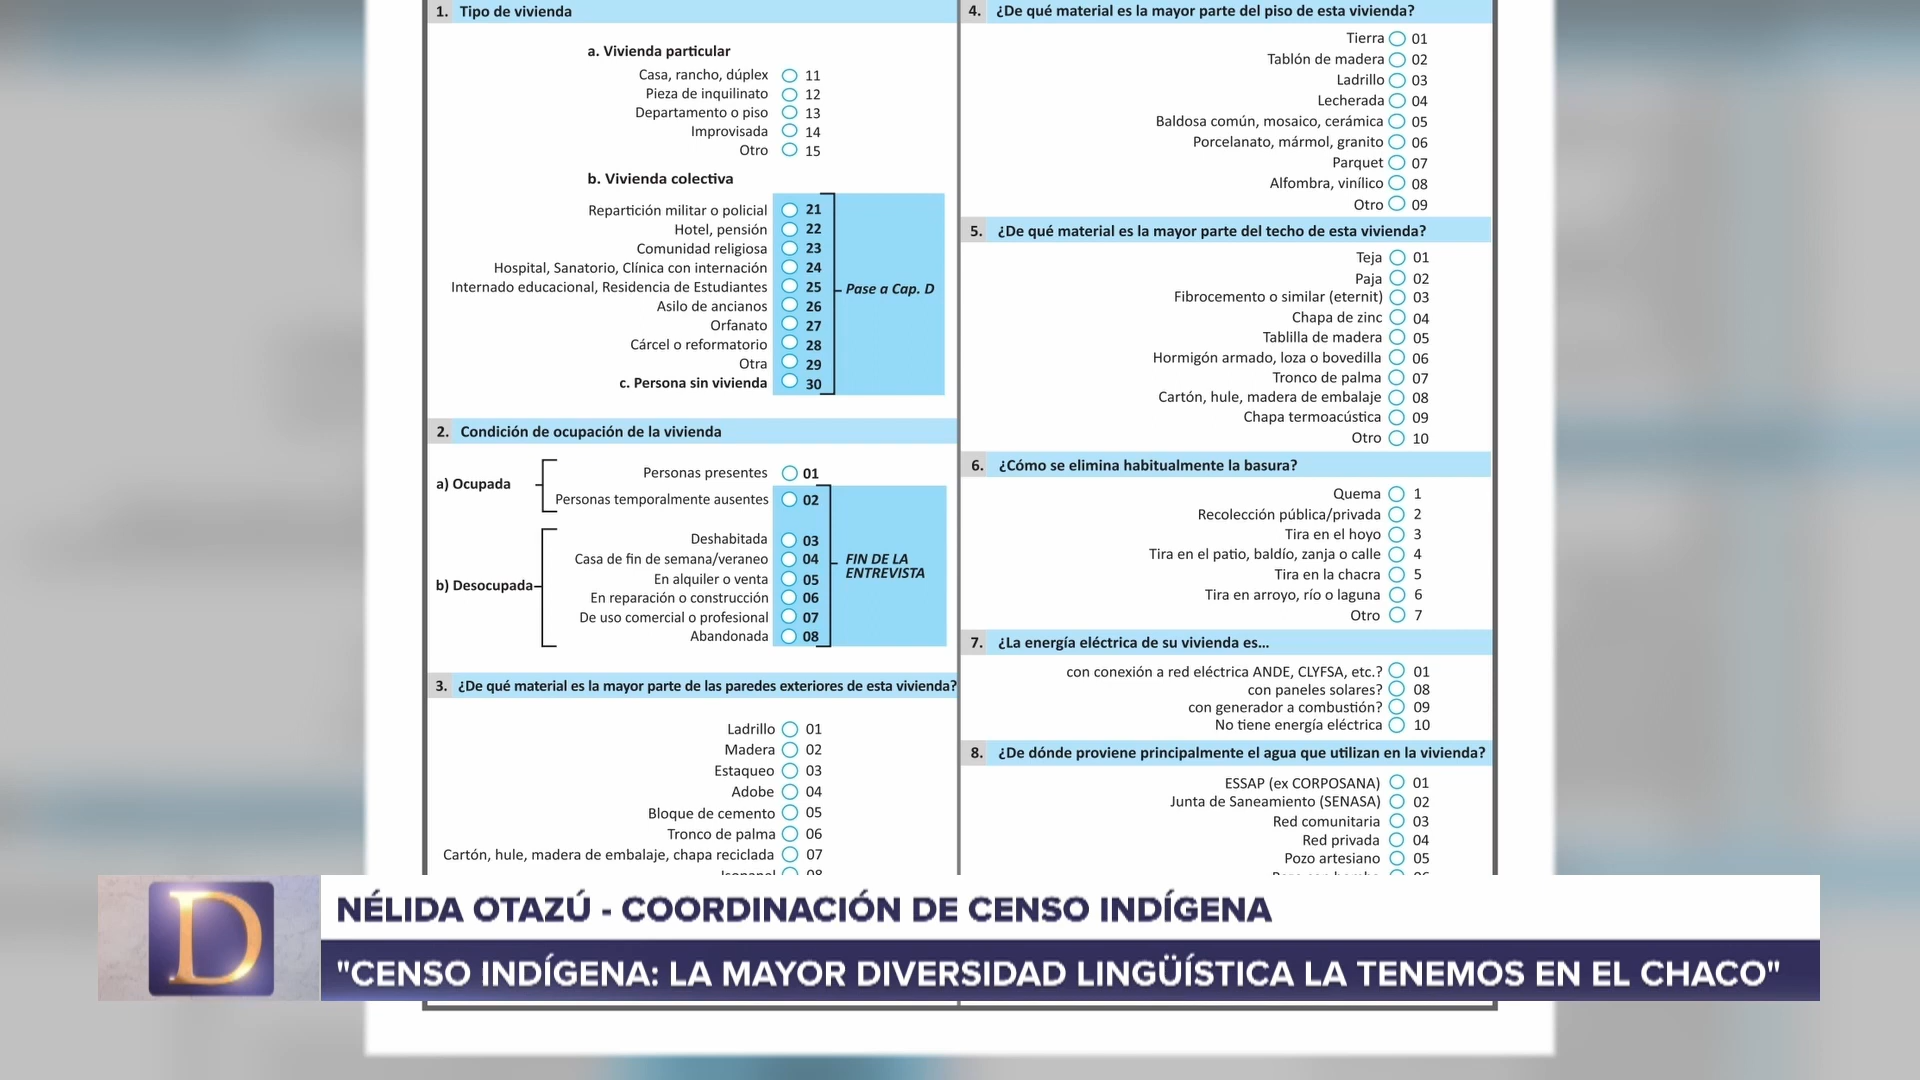 1. Tipo de vivienda
a. Vivienda particular
Casa, rancho, dúplex 11
Pieza de inquilinato 12
Departamento o piso 13
Improvisada 14
Otro 15
b. Vivienda colectiva
Repartición militar o policial 21
Hotel, pensión 22
Comunidad religiosa 23
Hospital, Sanatorio, Clínica con internación 24
Internado educacional, Residencia de Estudiantes 25
Asilo de ancianos 26
Orfanato 27
Cárcel o reformatorio 28
Otra 29
c. Persona sin vivienda 30
Pase a Cap. D
2. Condición de ocupación de la vivienda
a) Ocupada
Personas presentes 01
Personas temporalmente ausentes 02
b) Desocupada
Deshabitada 03
Casa de fin de semana/veraneo 04
En alquiler o venta 05
En reparación o construcción 06
De uso comercial o profesional 07
Abandonada 08
FIN DE LA
ENTREVISTA
3. ¿De qué material es la mayor parte de las paredes exteriores de esta vivienda?
Ladrillo 01
Madera 02
Estaqueo 03
Adobe 04
Bloque de cemento 05
Tronco de palma 06
Cartón, hule, madera de embalaje, chapa reciclada 07
4. ¿De qué material es la mayor parte del piso de esta vivienda?
Tierra 01
Tablón de madera 02
Ladrillo 03
Lecherada 04
Baldosa común, mosaico, cerámica 05
Porcelanato, mármol, granito 06
Parquet 07
Alfombra, vinílico 08
Otro 09
5. ¿De qué material es la mayor parte del techo de esta vivienda?
Teja 01
Paja 02
Fibrocemento o similar (eternit) 03
Chapa de zinc 04
Tablilla de madera 05
Hormigón armado, loza o bovedilla 06
Tronco de palma 07
Cartón, hule, madera de embalaje 08
Chapa termoacústica 09
Otro 10
6. ¿Cómo se elimina habitualmente la basura?
Quema 1
Recolección pública/privada 2
Tira en el hoyo 3
Tira en el patio, baldío, zanja o calle 4
Tira en la chacra 5
Tira en arroyo, río o laguna 6
Otro 7
7. ¿La energía eléctrica de su vivienda es...
con conexión a red eléctrica ANDE, CLYFSA, etc.? 01
con paneles solares? 08
con generador a combustión? 09
No tiene energía eléctrica 10
8. ¿De dónde proviene principalmente el agua que utilizan en la vivienda?
ESSAP (ex CORPOSANA) 01
Junta de Saneamiento (SENASA) 02
Red comunitaria 03
Red privada 04
Pozo artesiano 05
D
NÉLIDA OTAZÚ - COORDINACIÓN DE CENSO INDÍGENA
"CENSO INDÍGENA: LA MAYOR DIVERSIDAD LINGÜÍSTICA LA TENEMOS EN EL CHACO"